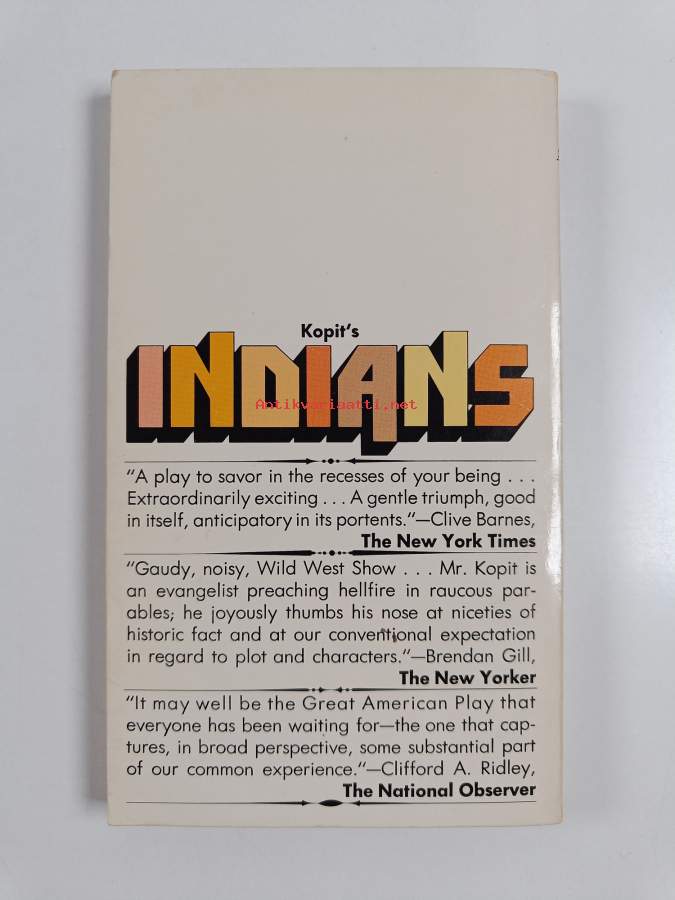 Kopit's
INDIANS
Antikvariaatti.net
"A play to savor in the recesses of your being . . .
Extraordinarily exciting . . . A gentle triumph, good
in itself, anticipatory in its portents."—Clive Barnes,
The New York Times
"Gaudy, noisy, Wild West Show . . . Mr. Kopit is
an evangelist preaching hellfire in raucous par-
ables; he joyously thumbs his nose at niceties of
historic fact and at our conventional expectation
in regard to plot and characters."—Brendan Gill,
The New Yorker
"It may well be the Great American Play that
everyone has been waiting for—the one that cap-
tures, in broad perspective, some substantial part
of our common experience."—Clifford A. Ridley,
The National Observer